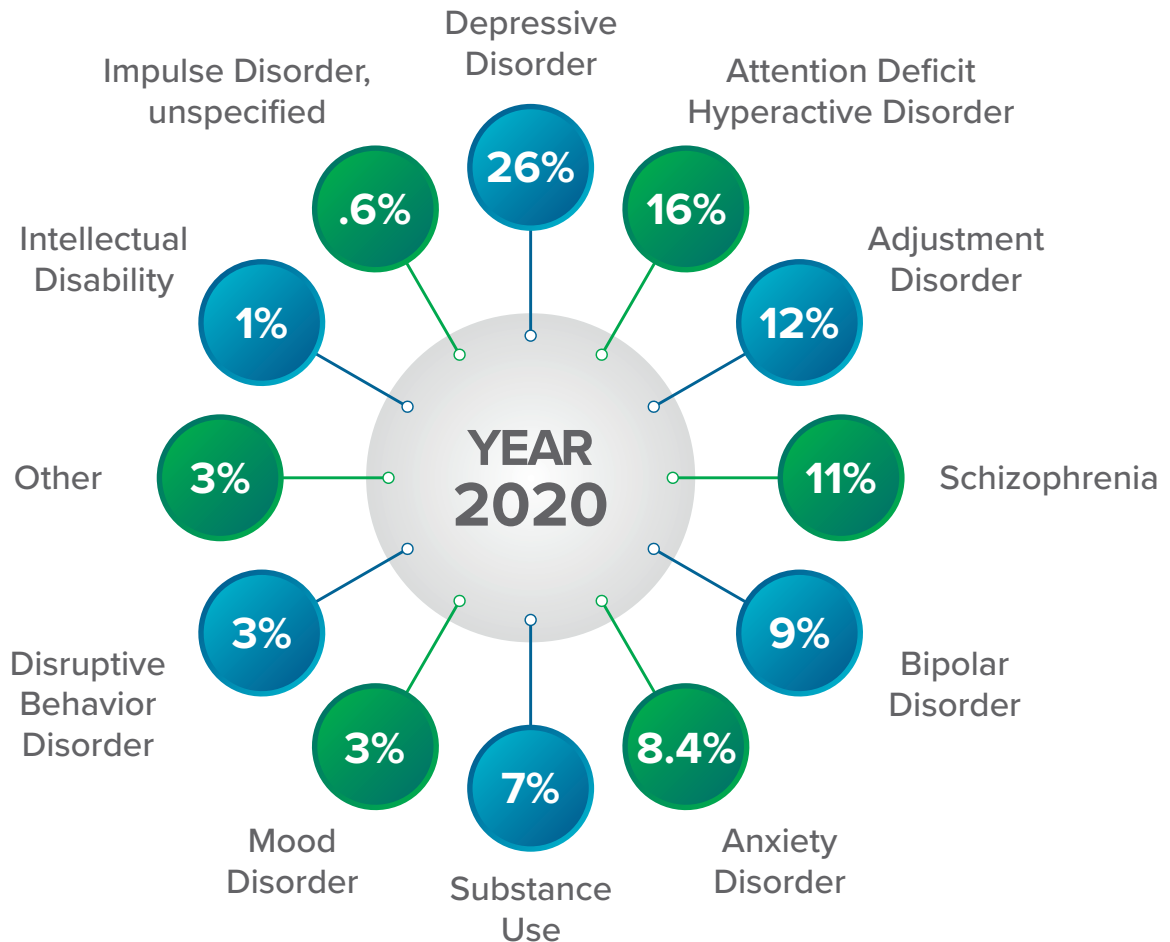 Depressive
Disorder
26%
Attention Deficit
Hyperactive Disorder
16%
Adjustment
Disorder
12%
Schizophrenia
11%
Bipolar
Disorder
9%
Anxiety
Disorder
8.4%
Substance
Use
7%
Mood
Disorder
3%
Disruptive
Behavior
Disorder
3%
Other
3%
Intellectual
Disability
1%
Impulse Disorder,
unspecified
.6%
YEAR
2020